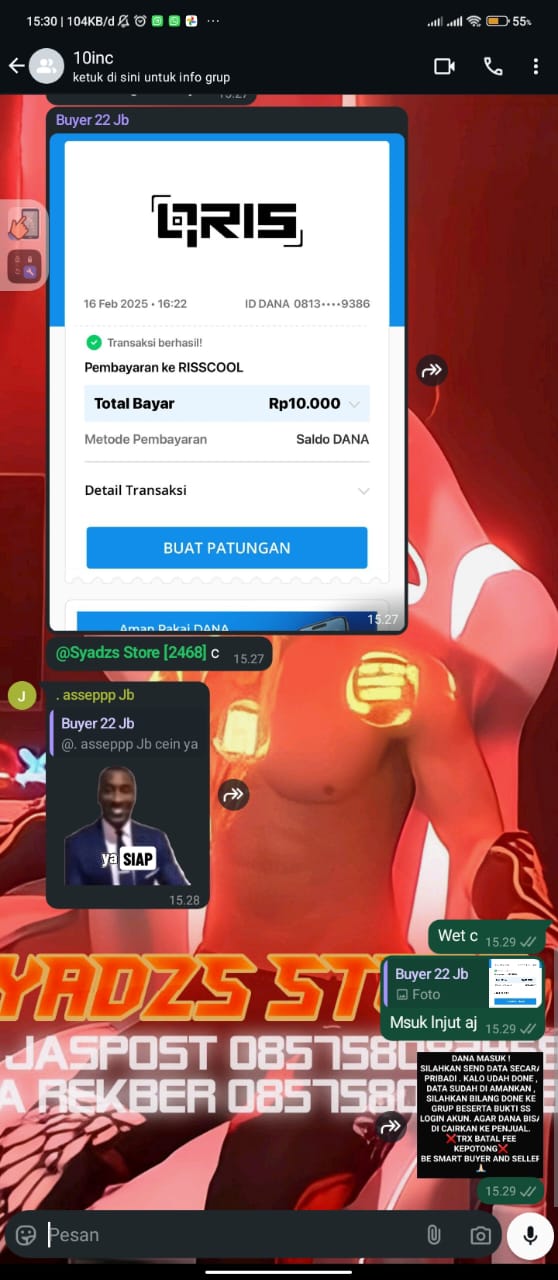 15:30 | 104KB/d
55%
10inc
ketuk di sini untuk info grup
15.27
Buyer 22 Jb
QRIS
16 Feb 2025 • 16:22
ID DANA 0813••••9386
Transaksi berhasil!
Pembayaran ke RISSCOOL
Total Bayar
Rp10.000
Metode Pembayaran
Saldo DANA
Detail Transaksi
BUAT PATUNGAN
Aman Pakai DANA
15.27
@Syadzs Store [2468] c
15.27
J
. asseppp Jb
Buyer 22 Jb
@. asseppp Jb cein ya
ya SIAP
15.28
Wet c
15.29
YADZS ST
Buyer 22 Jb
Foto
Msuk lnjut aj
15.29
JASPOST 085758
A REKBER 085758
DANA MASUK !
SILAHKAN SEND DATA SECARA
PRIBADI . KALO UDAH DONE ,
DATA SUDAH DI AMANKAN ,
SILAHKAN BILANG DONE KE
GRUP BESERTA BUKTI SS
LOGIN AKUN. AGAR DANA BISA
DI CAIRKAN KE PENJUAL.
❌TRX BATAL FEE
KEPOTONG❌
BE SMART BUYER AND SELLER
🙏🏻
15.29
Pesan